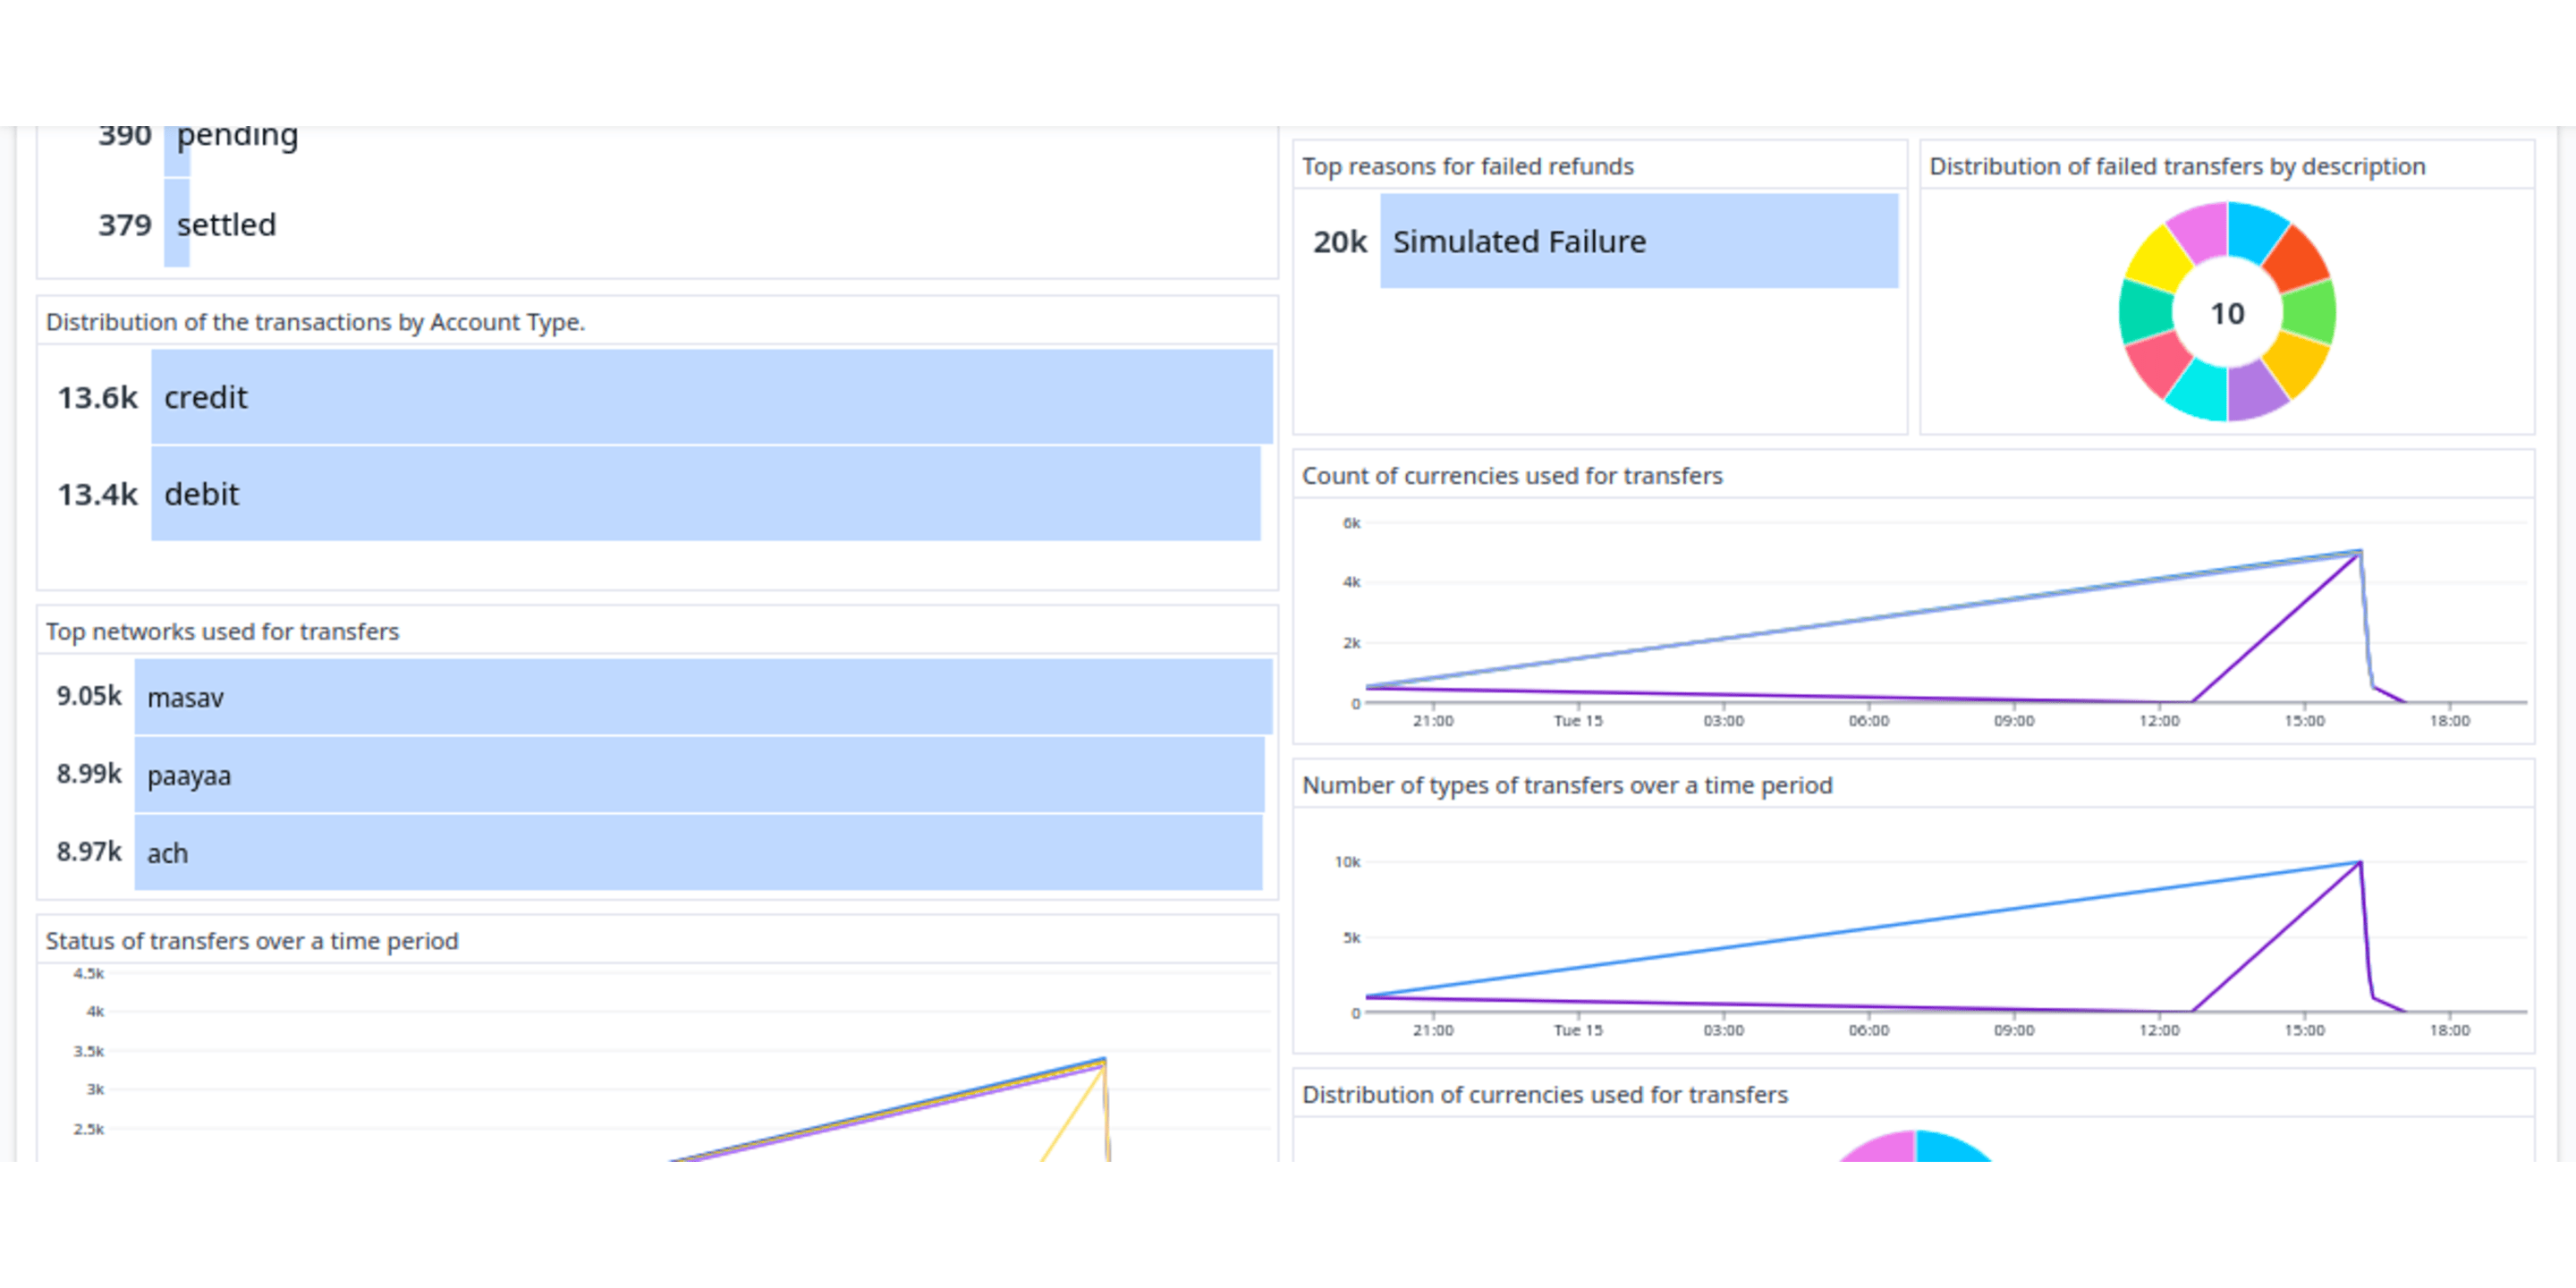 390 pending
379 settled
Distribution of the transactions by Account Type.
13.6k credit
13.4k debit
Top networks used for transfers
9.05k masav
8.99k paayaa
8.97k ach
Status of transfers over a time period
4.5k
4k
3.5k
3k
2.5k
Top reasons for failed refunds
20k Simulated Failure
Distribution of failed transfers by description
10
Count of currencies used for transfers
6k
4k
2k
0
21:00 Tue 15 03:00 06:00 09:00 12:00 15:00 18:00
Number of types of transfers over a time period
10k
5k
0
21:00 Tue 15 03:00 06:00 09:00 12:00 15:00 18:00
Distribution of currencies used for transfers